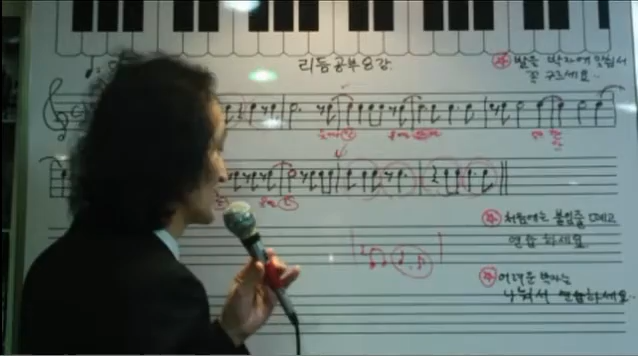 리듬공부 8강.
발을 박자에 맞춰서
꼭 구르세요..
처음에는 붙임줄 떼고
연습 하세요.
어려운 박자는
나눠서 연습하세요..